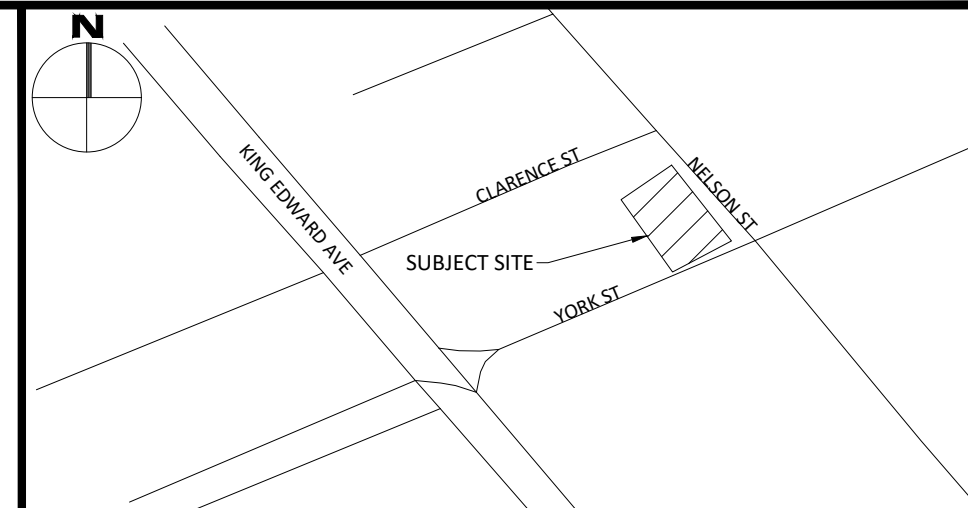 N
KING EDWARD AVE
CLARENCE ST
NELSON ST
SUBJECT SITE
YORK ST